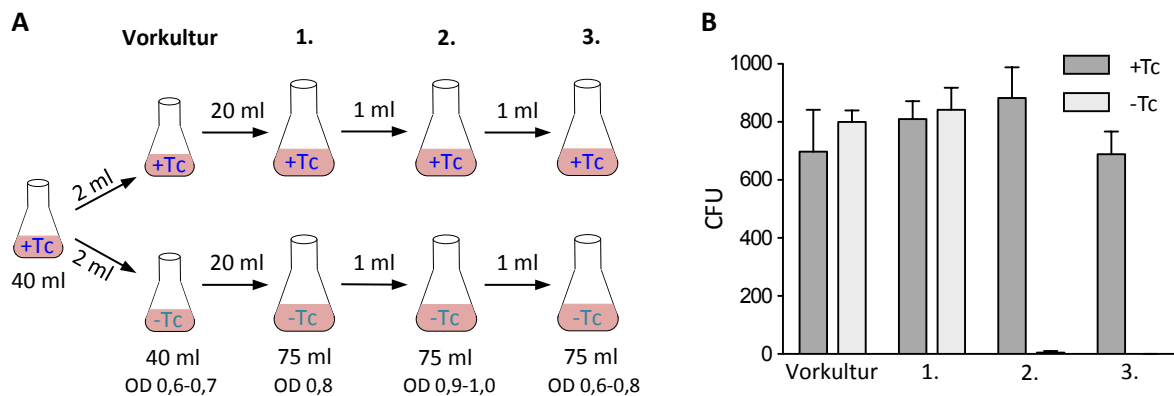 A
Vorkultur 1. 2. 3.
20 ml 1 ml 1 ml
+Tc +Tc +Tc +Tc
2 ml
+Tc
40 ml
2 ml
20 ml 1 ml 1 ml
-Tc -Tc -Tc -Tc
40 ml 75 ml 75 ml 75 ml
OD 0,6-0,7 OD 0,8 OD 0,9-1,0 OD 0,6-0,8
B
1000
800
600
400
200
0
CFU
+Tc
-Tc
Vorkultur 1. 2. 3.